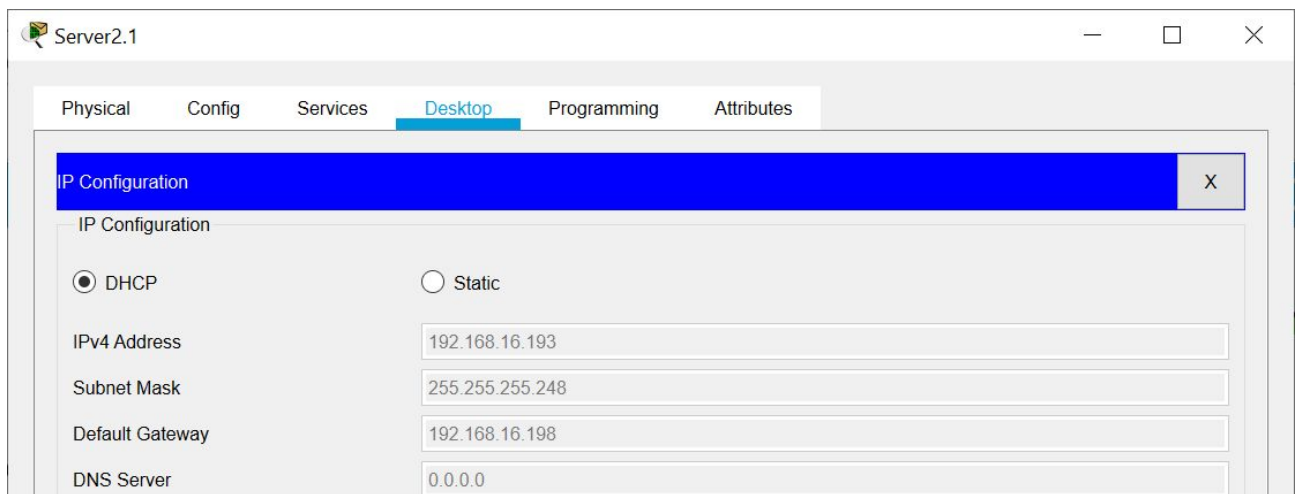 Server2.1
Physical Config Services Desktop Programming Attributes
IP Configuration X
IP Configuration
DHCP Static
IPv4 Address 192.168.16.193
Subnet Mask 255.255.255.248
Default Gateway 192.168.16.198
DNS Server 0.0.0.0